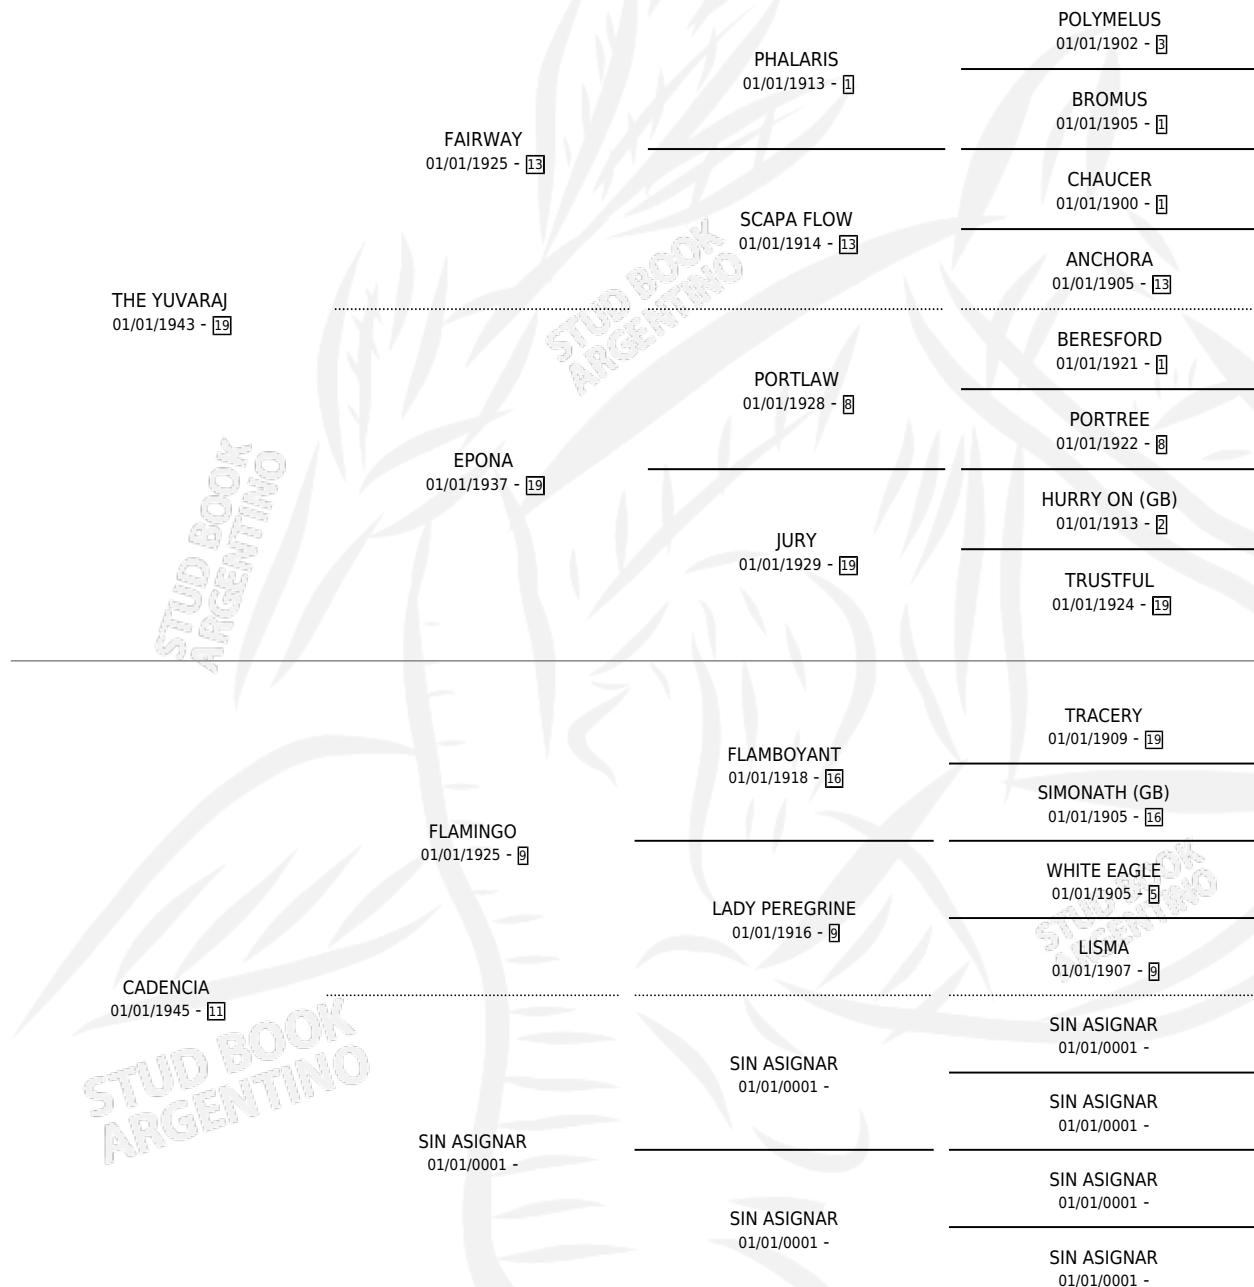 POLYMELUS
01/01/1902 - 3
PHALARIS
01/01/1913 - 1
BROMUS
01/01/1905 - 1
FAIRWAY
01/01/1925 - 13
CHAUCER
01/01/1900 - 1
SCAPA FLOW
01/01/1914 - 13
ANCHORA
01/01/1905 - 13
THE YUVARAJ
01/01/1943 - 19
STUD BOOK
ARGENTINO
BERESFORD
01/01/1921 - 1
PORTLAW
01/01/1928 - 8
PORTREE
01/01/1922 - 8
EPONA
01/01/1937 - 19
STUD BOOK
ARGENTINO
HURRY ON (GB)
01/01/1913 - 2
JURY
01/01/1929 - 19
TRUSTFUL
01/01/1924 - 19
TRACERY
01/01/1909 - 19
FLAMBOYANT
01/01/1918 - 16
SIMONATH (GB)
01/01/1905 - 16
FLAMINGO
01/01/1925 - 9
WHITE EAGLE
01/01/1905 - 5
LADY PEREGRINE
01/01/1916 - 9
STUD BOOK
ARGENTINO
LISMA
01/01/1907 - 9
CADENCIA
01/01/1945 - 11
STUD BOOK
ARGENTINO
SIN ASIGNAR
01/01/0001 -
SIN ASIGNAR
01/01/0001 -
SIN ASIGNAR
01/01/0001 -
SIN ASIGNAR
01/01/0001 -
SIN ASIGNAR
01/01/0001 -
SIN ASIGNAR
01/01/0001 -
SIN ASIGNAR
01/01/0001 -